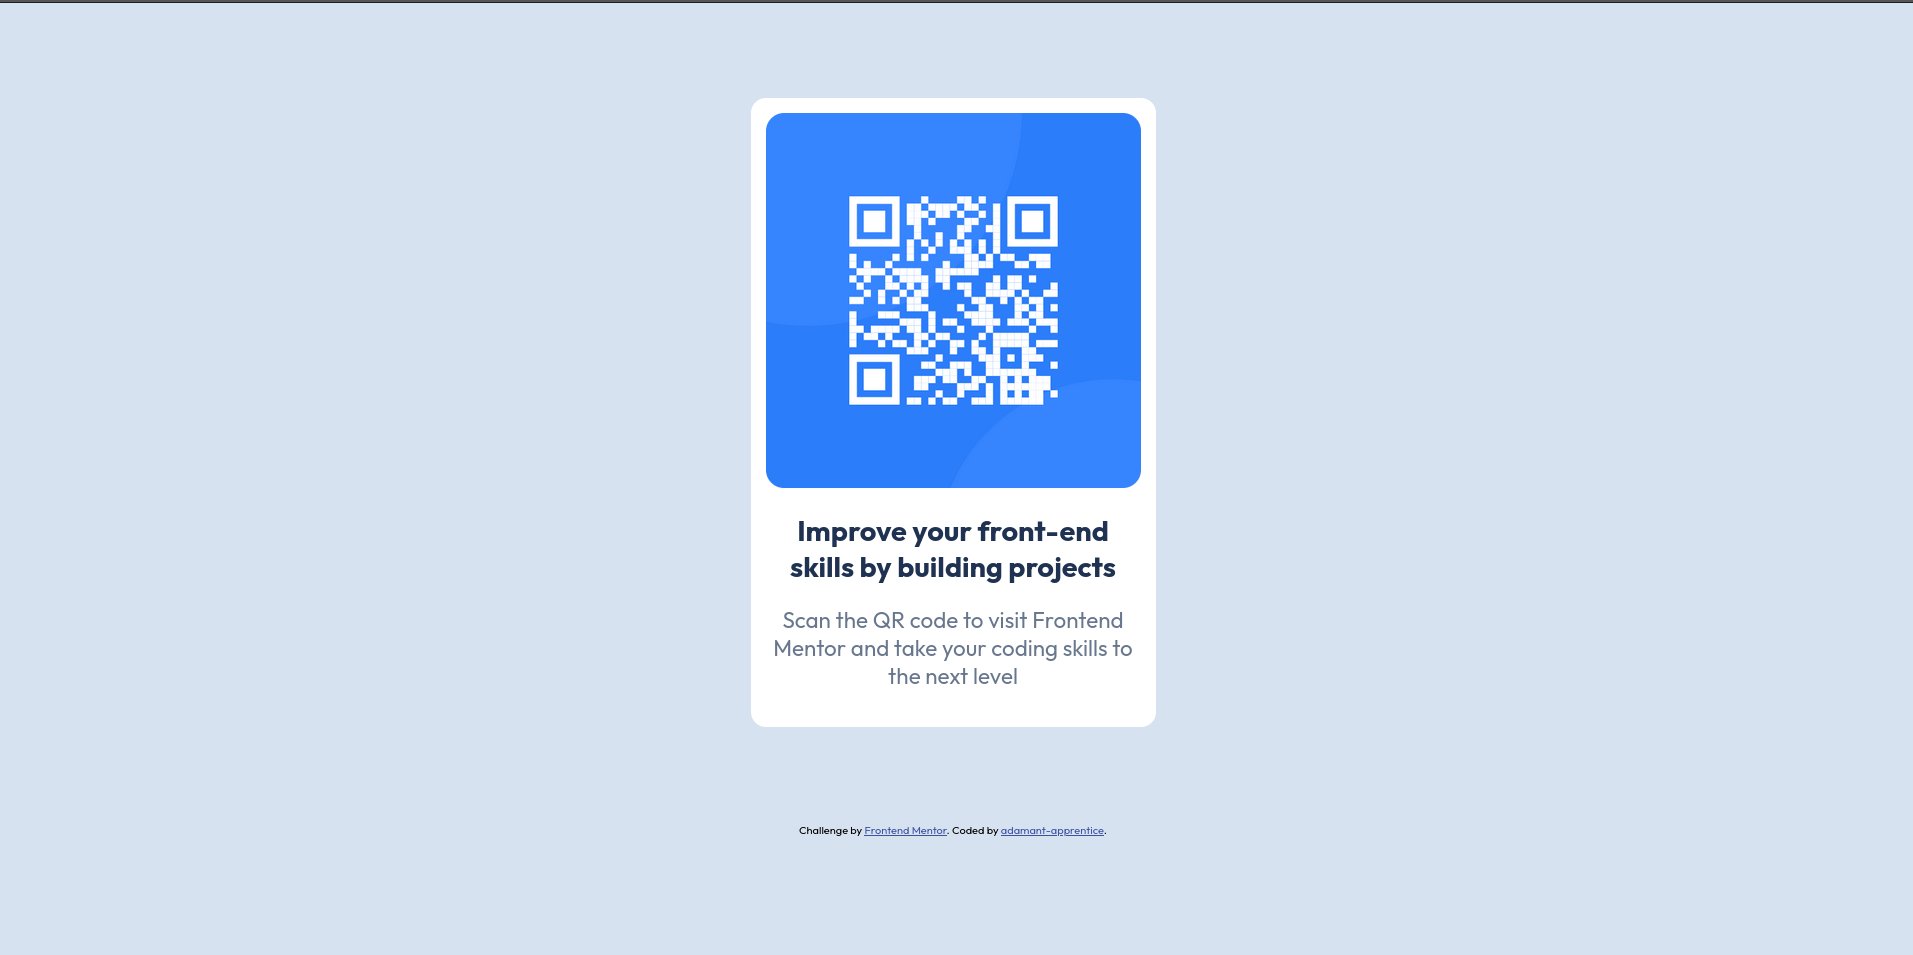 Improve your front-end
skills by building projects
Scan the QR code to visit Frontend
Mentor and take your coding skills to
the next level
Challenge by Frontend Mentor. Coded by adamant-apprentice.